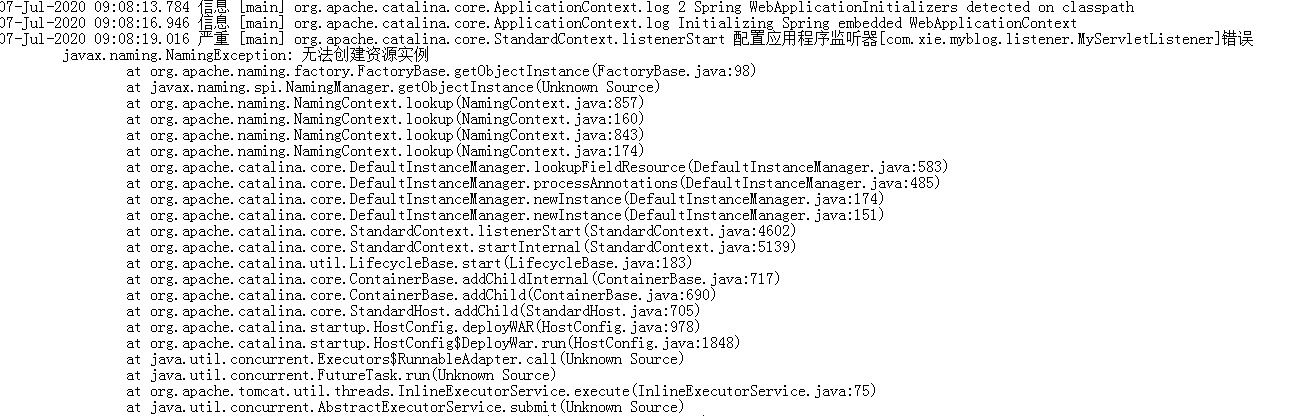 07-Jul-2020 09:08:13.784 信息 [main] org.apache.catalina.core.ApplicationContext.log 2 Spring WebApplicationInitializers detected on classpath
07-Jul-2020 09:08:16.946 信息 [main] org.apache.catalina.core.ApplicationContext.log Initializing Spring embedded WebApplicationContext
07-Jul-2020 09:08:19.016 严重 [main] org.apache.catalina.core.StandardContext.listenerStart 配置应用程序监听器[com.xie.myblog.listener.MyServletListener]错误
javax.naming.NamingException: 无法创建资源实例
at org.apache.naming.factory.FactoryBase.getObjectInstance(FactoryBase.java:98)
at javax.naming.spi.NamingManager.getObjectInstance(Unknown Source)
at org.apache.naming.NamingContext.lookup(NamingContext.java:857)
at org.apache.naming.NamingContext.lookup(NamingContext.java:160)
at org.apache.naming.NamingContext.lookup(NamingContext.java:843)
at org.apache.naming.NamingContext.lookup(NamingContext.java:174)
at org.apache.catalina.core.DefaultInstanceManager.lookupFieldResource(DefaultInstanceManager.java:583)
at org.apache.catalina.core.DefaultInstanceManager.processAnnotations(DefaultInstanceManager.java:485)
at org.apache.catalina.core.DefaultInstanceManager.newInstance(DefaultInstanceManager.java:174)
at org.apache.catalina.core.DefaultInstanceManager.newInstance(DefaultInstanceManager.java:151)
at org.apache.catalina.core.StandardContext.listenerStart(StandardContext.java:4602)
at org.apache.catalina.core.StandardContext.startInternal(StandardContext.java:5139)
at org.apache.catalina.util.LifecycleBase.start(LifecycleBase.java:183)
at org.apache.catalina.core.ContainerBase.addChildInternal(ContainerBase.java:717)
at org.apache.catalina.core.ContainerBase.addChild(ContainerBase.java:690)
at org.apache.catalina.core.StandardHost.addChild(StandardHost.java:705)
at org.apache.catalina.startup.HostConfig.deployWAR(HostConfig.java:978)
at org.apache.catalina.startup.HostConfig$DeployWar.run(HostConfig.java:1848)
at java.util.concurrent.Executors$RunnableAdapter.call(Unknown Source)
at java.util.concurrent.FutureTask.run(Unknown Source)
at org.apache.tomcat.util.threads.InlineExecutorService.execute(InlineExecutorService.java:75)
at java.util.concurrent.AbstractExecutorService.submit(Unknown Source)